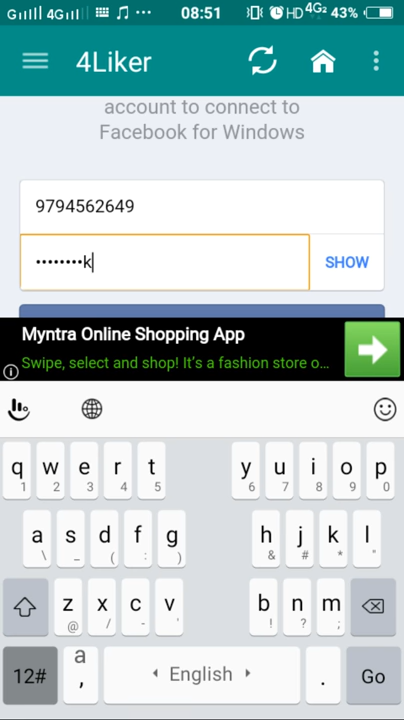 4G 08:51 HD 4G2 43%
4Liker
account to connect to
Facebook for Windows
9794562649
••••••••k
SHOW
Myntra Online Shopping App
Swipe, select and shop! It's a fashion store o...
q w e r t y u i o p
1 2 3 4 5 6 7 8 9 0
a s d f g h j k l
\ _ ( : ) & # * "
z x c v b n m
@ / - ' ! ? ;
12# a , English . Go